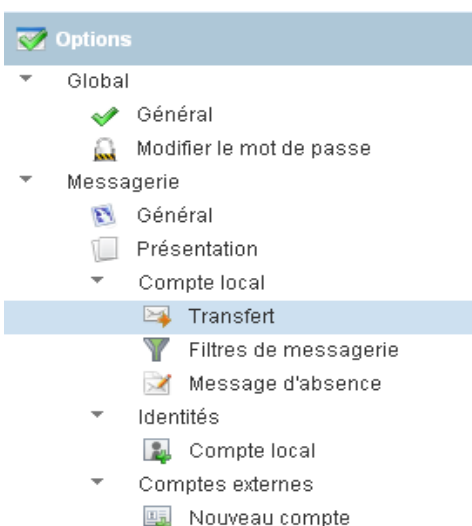 Options
Global
Général
Modifier le mot de passe
Messagerie
Général
Présentation
Compte local
Transfert
Filtres de messagerie
Message d'absence
Identités
Compte local
Comptes externes
Nouveau compte